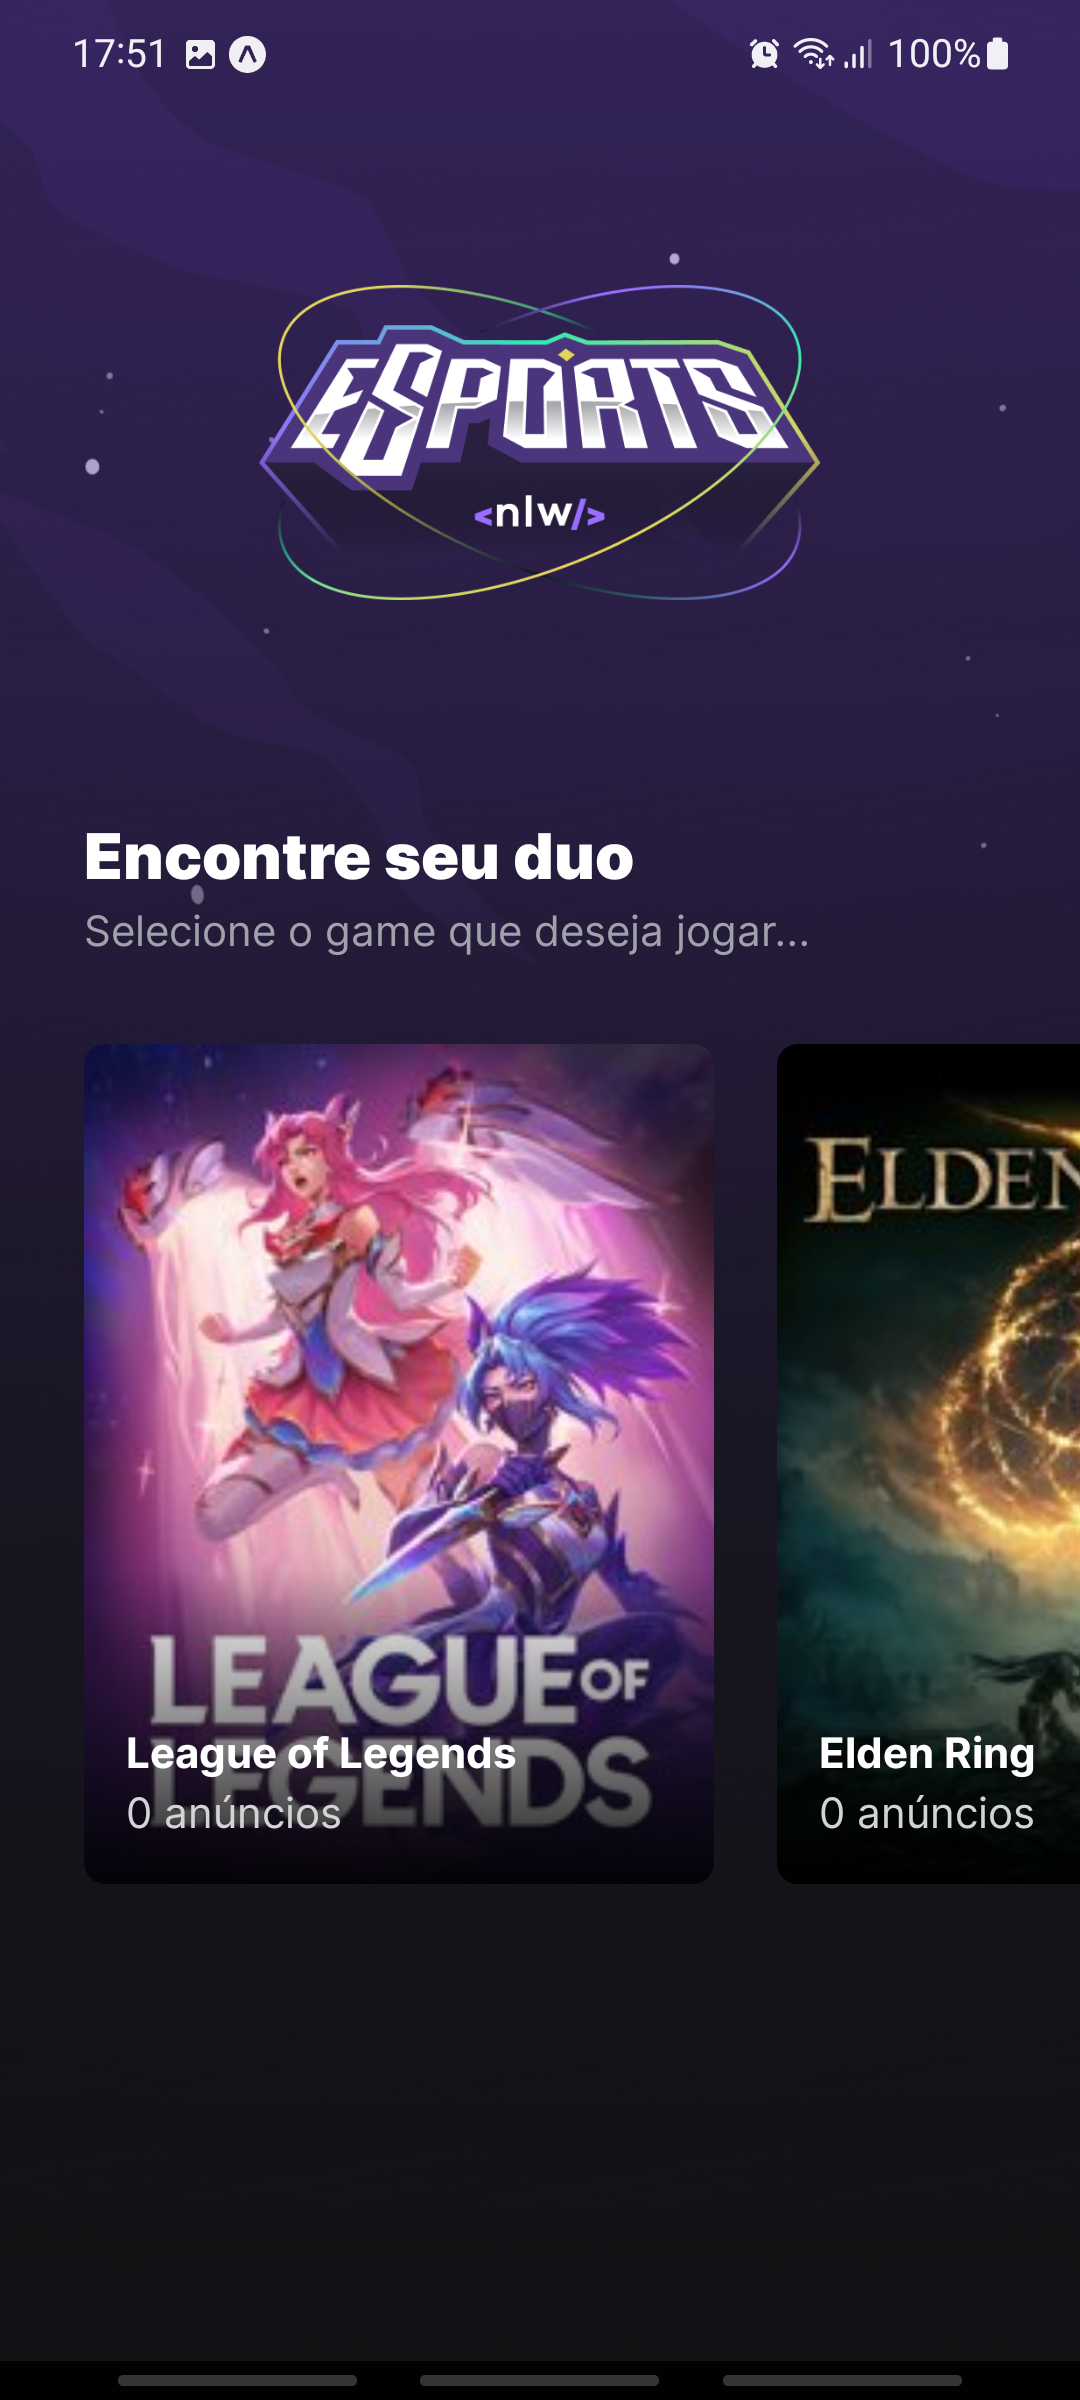 17:51 100%
ESPORTS
<nlw/>
Encontre seu duo
Selecione o game que deseja jogar...
ELDEN
LEAGUE OF
LEGENDS
League of Legends
0 anúncios
Elden Ring
0 anúncios